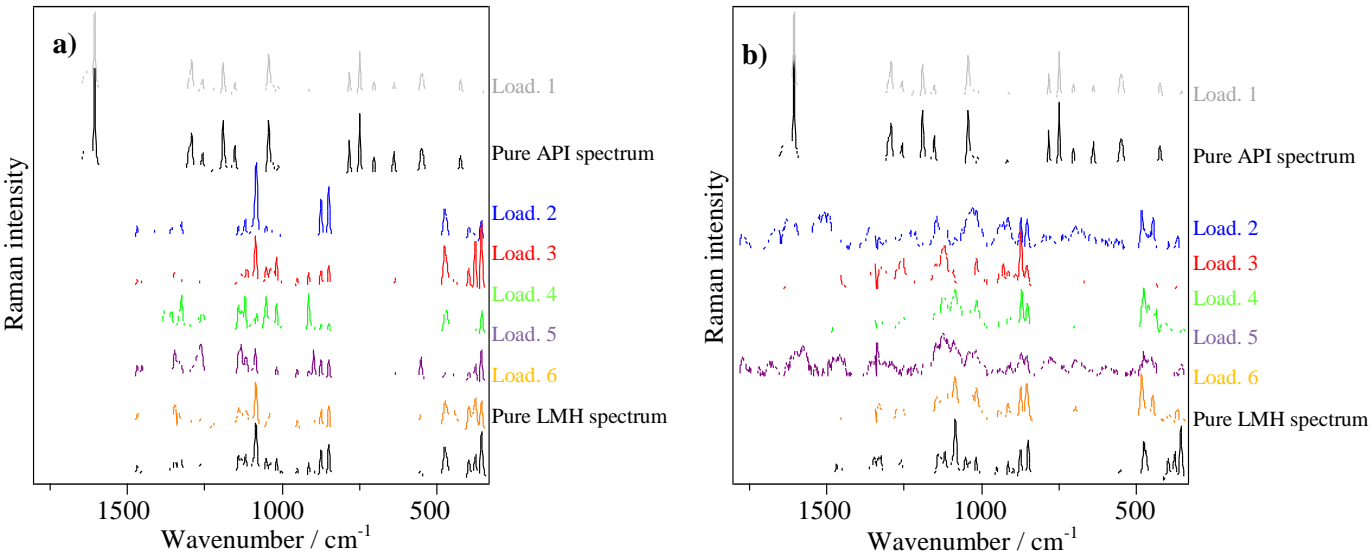 a)
Load. 1
Pure API spectrum
Load. 2
Load. 3
Load. 4
Load. 5
Load. 6
Pure LMH spectrum
Raman intensity
1500 1000 500
Wavenumber / cm⁻¹
b)
Load. 1
Pure API spectrum
Load. 2
Load. 3
Load. 4
Load. 5
Load. 6
Pure LMH spectrum
Raman intensity
1500 1000 500
Wavenumber / cm⁻¹